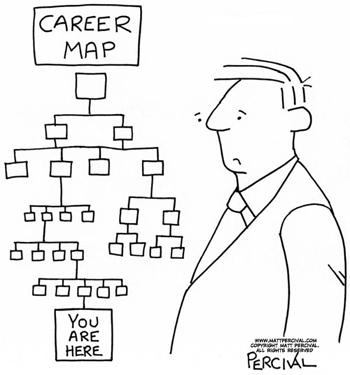 CAREER
MAP
YOU
ARE
HERE
WWW.MATTPERCIVAL.COM
COPYRIGHT MATT PERCIVAL.
ALL RIGHTS RESERVED
PERCIVAL